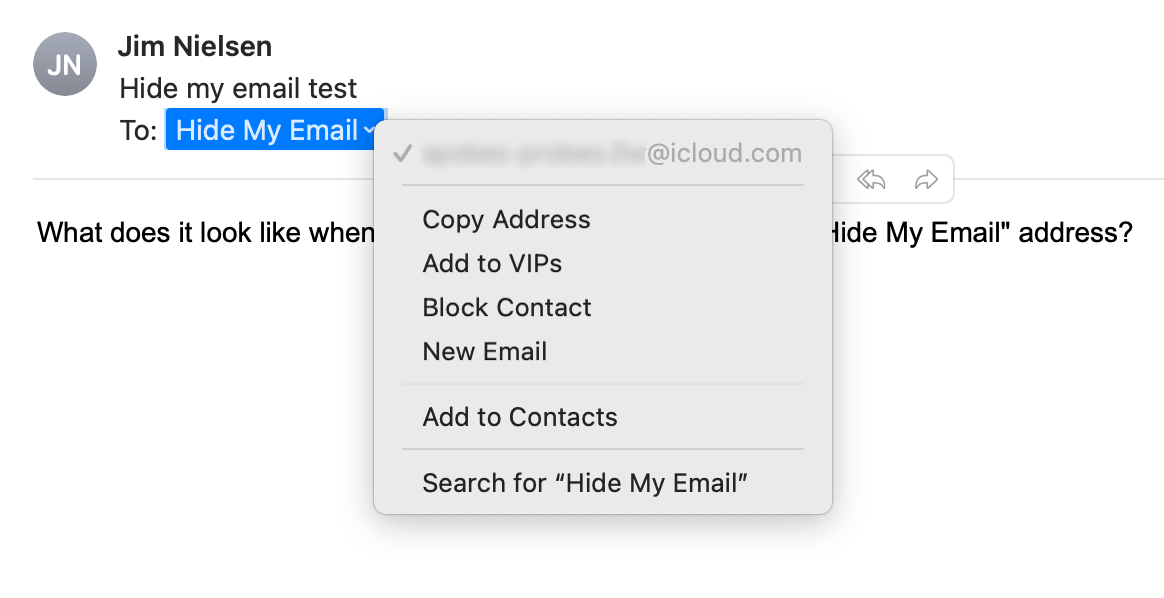 JN
Jim Nielsen
Hide my email test
To: Hide My Email
@icloud.com
What does it look like when
Hide My Email" address?
Copy Address
Add to VIPs
Block Contact
New Email
Add to Contacts
Search for “Hide My Email”